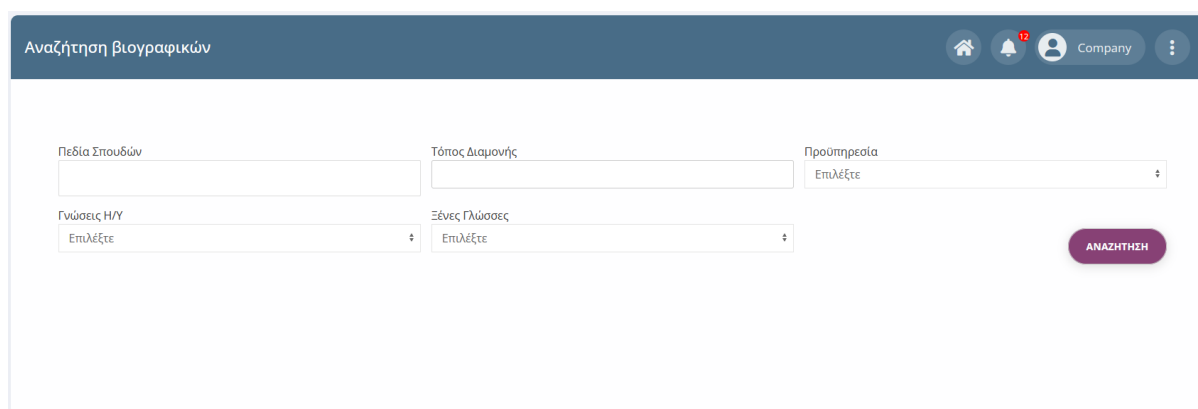 Αναζήτηση βιογραφικών
12
Company
Πεδία Σπουδών
Τόπος Διαμονής
Προϋπηρεσία
Επιλέξτε
Γνώσεις Η/Υ
Ξένες Γλώσσες
Επιλέξτε
Επιλέξτε
ΑΝΑΖΗΤΗΣΗ